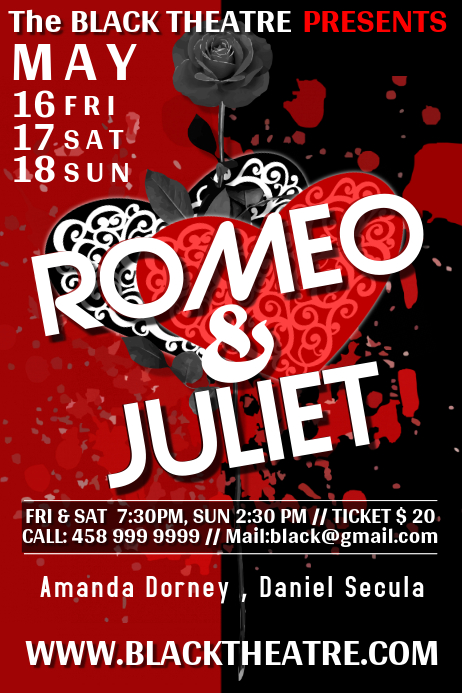 The BLACK THEATRE PRESENTS
MAY
16 FRI
17 SAT
18 SUN
ROMEO
&
JULIET
FRI & SAT 7:30PM, SUN 2:30 PM // TICKET $ 20
CALL: 458 999 9999 // Mail:black@gmail.com
Amanda Dorney , Daniel Secula
WWW.BLACKTHEATRE.COM